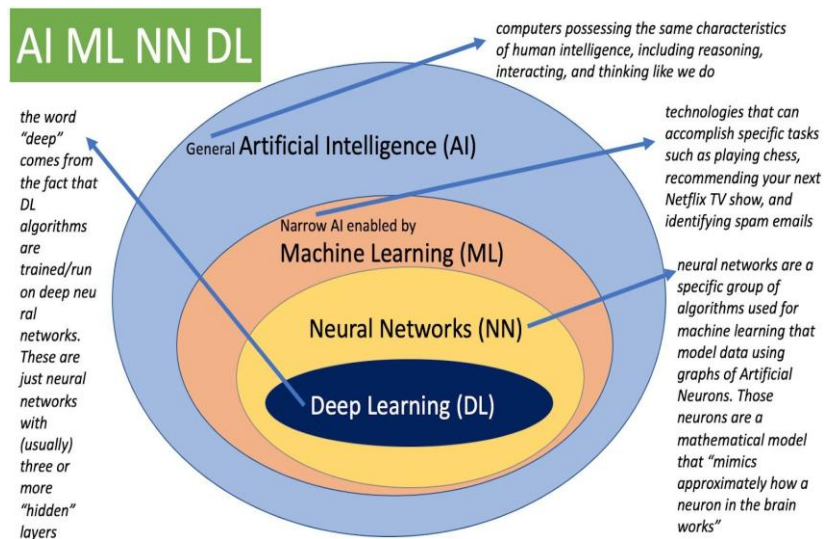 AI ML NN DL
computers possessing the same characteristics
of human intelligence, including reasoning,
interacting, and thinking like we do
the word
“deep”
comes from
the fact that
DL
algorithms
are
trained/run
on deep neu
ral
networks.
These are
just neural
networks
with
(usually)
three or
more
“hidden”
layers
General Artificial Intelligence (AI)
technologies that can
accomplish specific tasks
such as playing chess,
recommending your next
Netflix TV show, and
identifying spam emails
Narrow AI enabled by
Machine Learning (ML)
neural networks are a
specific group of
algorithms used for
machine learning that
model data using
graphs of Artificial
Neurons. Those
neurons are a
mathematical model
that “mimics
approximately how a
neuron in the brain
works”
Neural Networks (NN)
Deep Learning (DL)